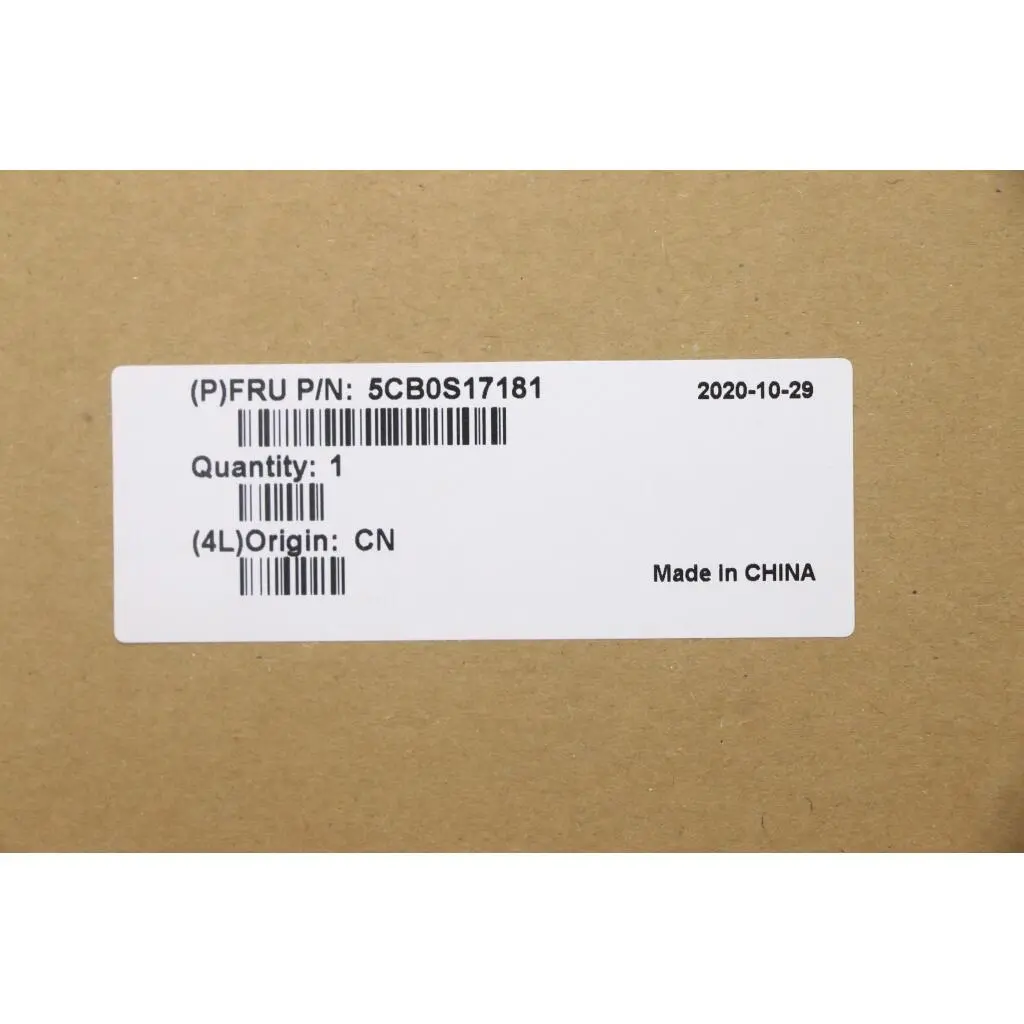 (P)FRU P/N: 5CB0S17181
2020-10-29
Quantity: 1
(4L)Origin: CN
Made in CHINA